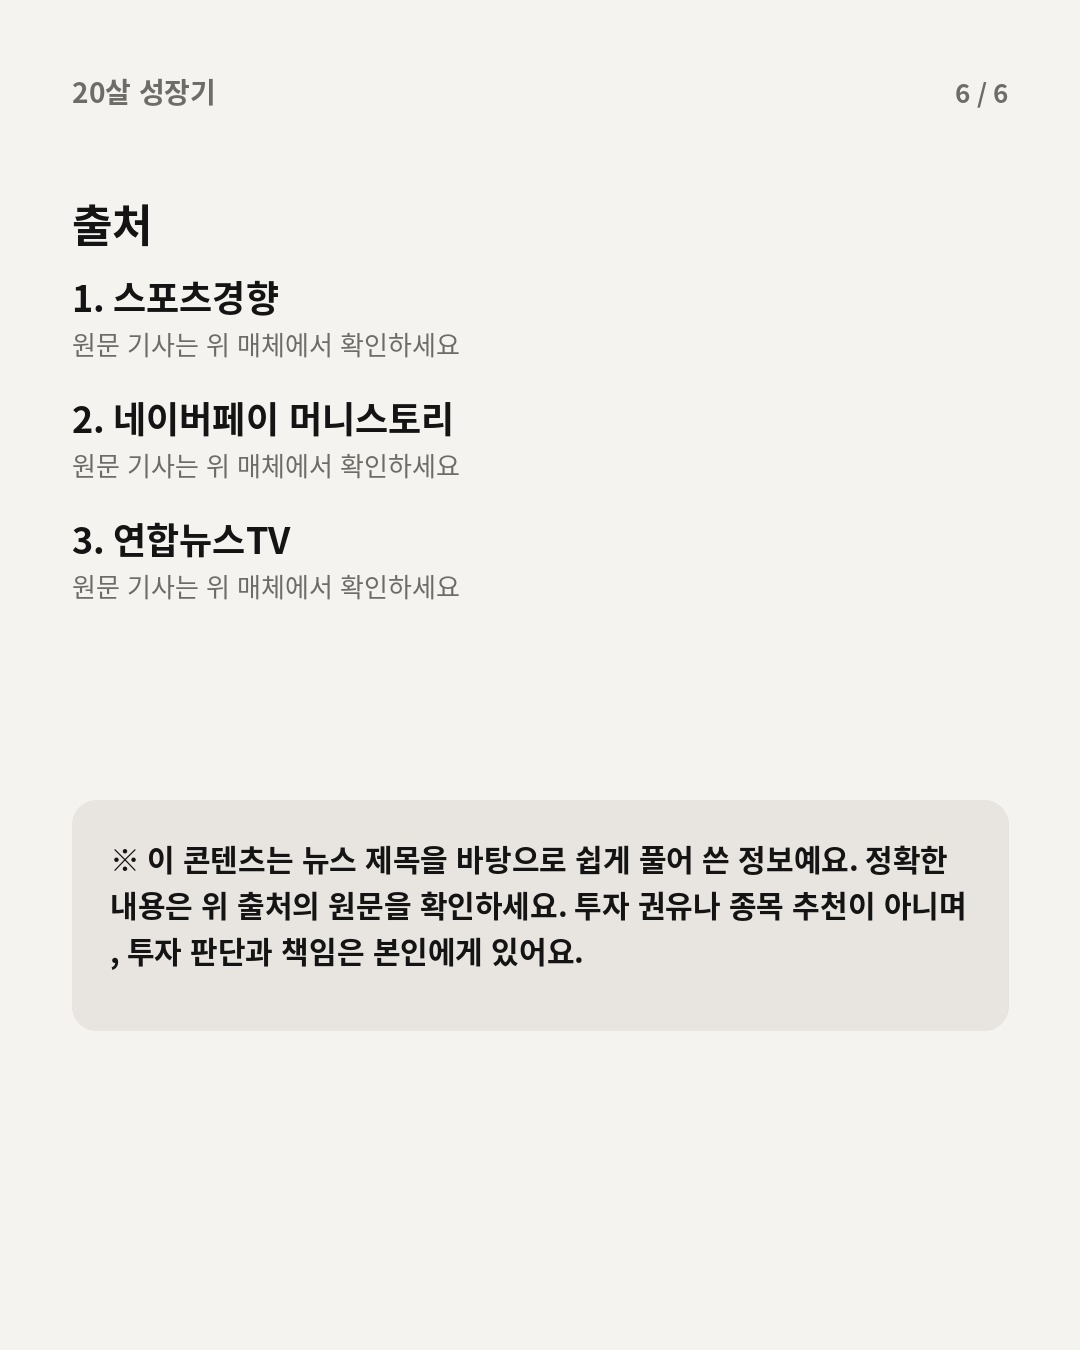 20살 성장기
6 / 6
출처
1. 스포츠경향
원문 기사는 위 매체에서 확인하세요
2. 네이버페이 머니스토리
원문 기사는 위 매체에서 확인하세요
3. 연합뉴스TV
원문 기사는 위 매체에서 확인하세요
※ 이 콘텐츠는 뉴스 제목을 바탕으로 쉽게 풀어 쓴 정보예요. 정확한
내용은 위 출처의 원문을 확인하세요. 투자 권유나 종목 추천이 아니며
, 투자 판단과 책임은 본인에게 있어요.